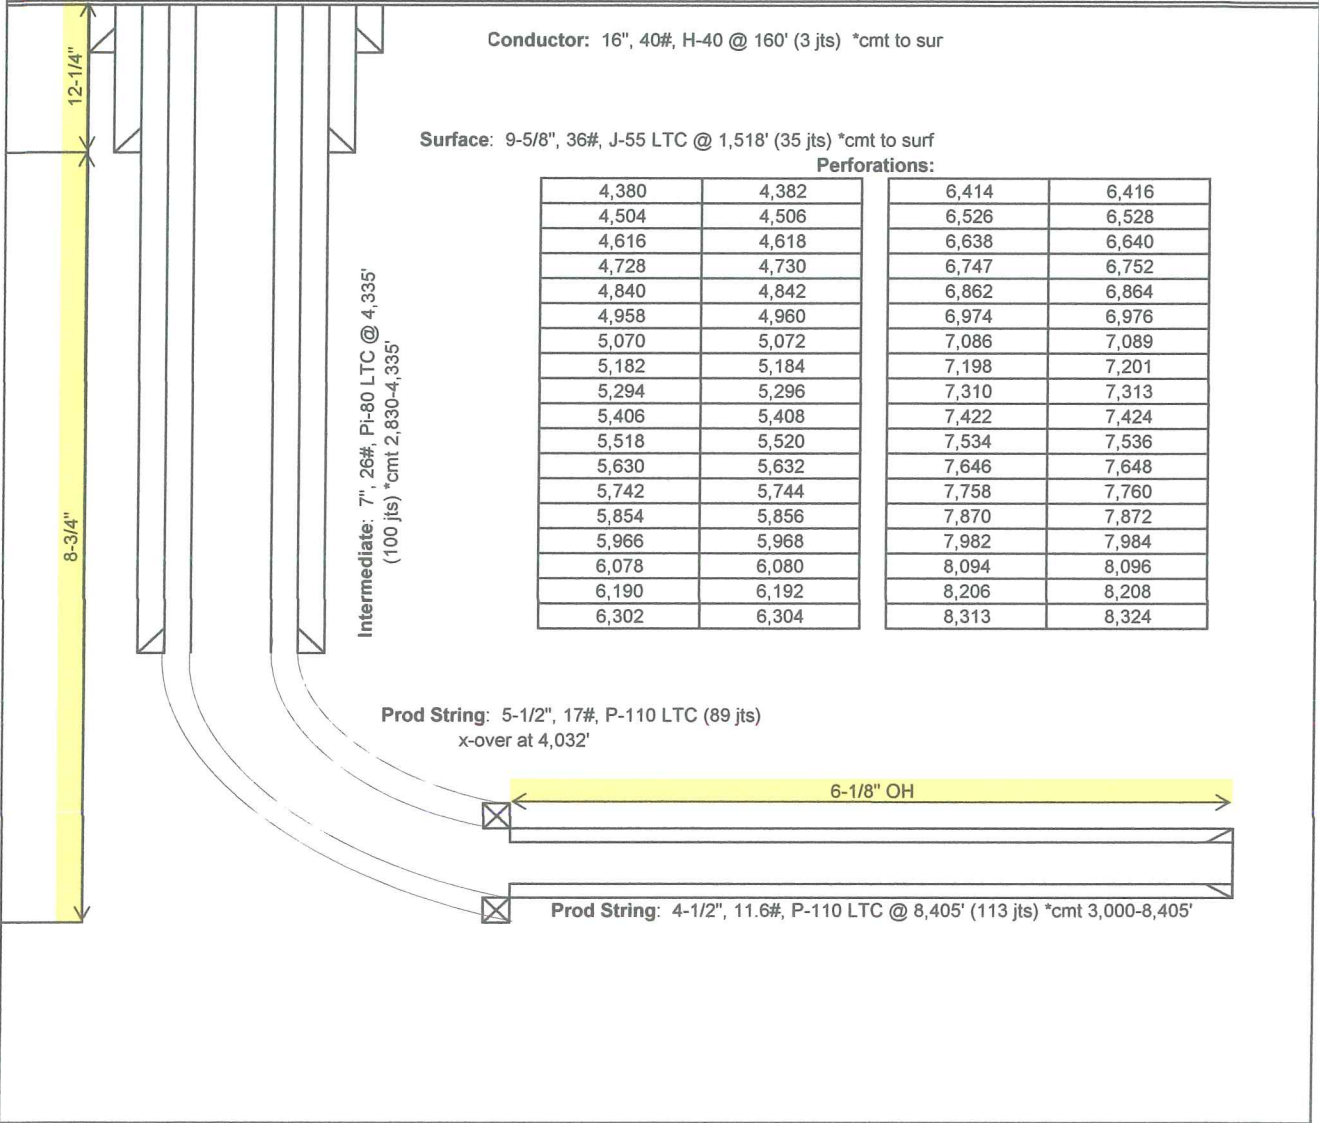 Conductor: 16", 40#, H-40 @ 160' (3 jts) *cmt to sur
12-1/4"
Surface: 9-5/8", 36#, J-55 LTC @ 1,518' (35 jts) *cmt to surf
Perforations:
4,380 4,382 6,414 6,416
4,504 4,506 6,526 6,528
4,616 4,618 6,638 6,640
4,728 4,730 6,747 6,752
4,840 4,842 6,862 6,864
4,958 4,960 6,974 6,976
5,070 5,072 7,086 7,089
5,182 5,184 7,198 7,201
5,294 5,296 7,310 7,313
5,406 5,408 7,422 7,424
5,518 5,520 7,534 7,536
5,630 5,632 7,646 7,648
5,742 5,744 7,758 7,760
5,854 5,856 7,870 7,872
5,966 5,968 7,982 7,984
6,078 6,080 8,094 8,096
6,190 6,192 8,206 8,208
6,302 6,304 8,313 8,324
Intermediate: 7", 26#, Pi-80 LTC @ 4,335'
(100 jts) *cmt 2,830-4,335'
8-3/4"
Prod String: 5-1/2", 17#, P-110 LTC (89 jts)
x-over at 4,032'
6-1/8" OH
Prod String: 4-1/2", 11.6#, P-110 LTC @ 8,405' (113 jts) *cmt 3,000-8,405'